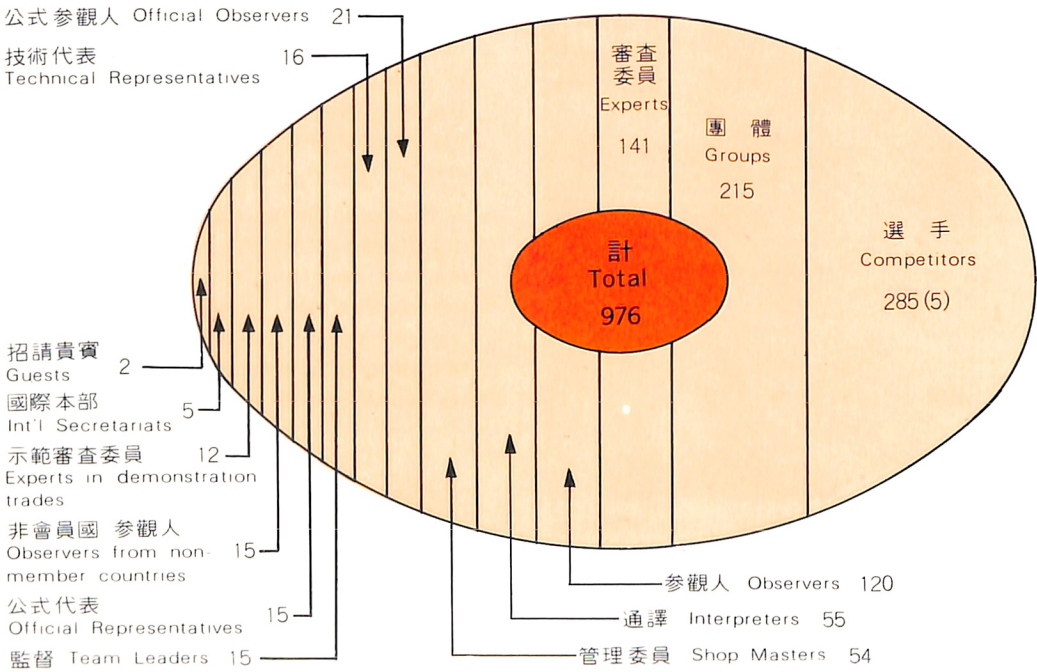 公式参觀人 Official Observers 21
技術代表 16
Technical Representatives
審査
委員
Experts
141
團體
Groups
215
選手
Competitors
285(5)
計
Total
976
招請貴賓
Guests 2
國際本部
Int'l Secretariats 5
示範審査委員 12
Experts in demonstration
trades
非會員國 参觀人
Observers from non- 15
member countries
公式代表
Official Representatives 15
監督 Team Leaders 15
参觀人 Observers 120
通譯 Interpreters 55
管理委員 Shop Masters 54